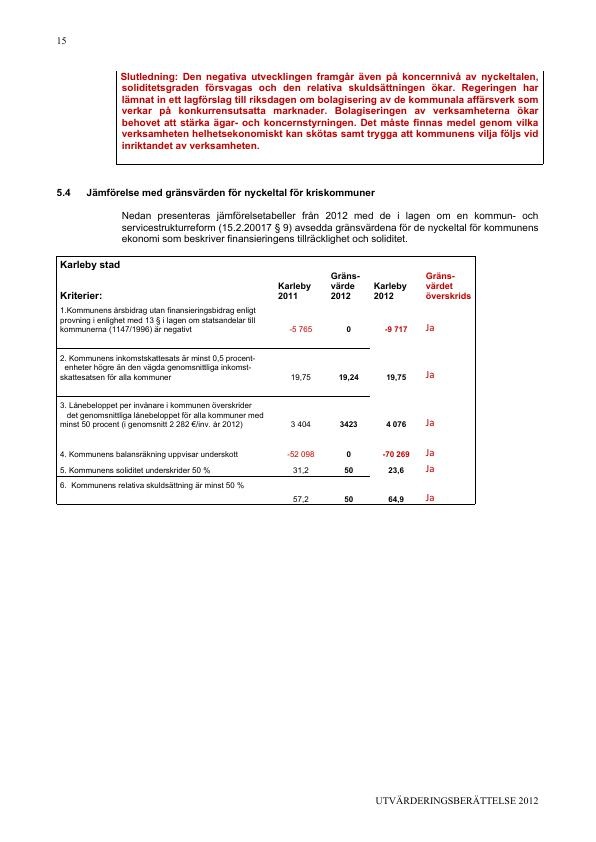 15
Slutledning: Den negativa utvecklingen framgår även på koncernnivå av nyckeltalen,
soliditetsgraden försvagas och den relativa skuldsättningen ökar. Regeringen har
lämnat in ett lagförslag till riksdagen om bolagisering av de kommunala affärsverk som
verkar på konkurrensutsatta marknader. Bolagiseringen av verksamheterna ökar
behovet att stärka ägar- och koncernstyrningen. Det måste finnas medel genom vilka
verksamheten helhetsekonomiskt kan skötas samt trygga att kommunens vilja följs vid
inriktandet av verksamheten.
5.4 Jämförelse med gränsvärden för nyckeltal för kriskommuner
Nedan presenteras jämförelsetabeller från 2012 med de i lagen om en kommun- och
servicestrukturreform (15.2.20017 § 9) avsedda gränsvärdena för de nyckeltal för kommunens
ekonomi som beskriver finansieringens tillräcklighet och soliditet.
Karleby stad
Kriterier: Karleby 2011 Gräns-värde 2012 Karleby 2012 Gräns-värdet överskrids
1.Kommunens årsbidrag utan finansieringsbidrag enligt
provning i enlighet med 13 § i lagen om statsandelar till
kommunerna (1147/1996) är negativt -5 765 0 -9 717 Ja
2. Kommunens inkomstskattesats är minst 0,5 procent-
enheter högre än den vägda genomsnittliga inkomst-
skattesatsen för alla kommuner 19,75 19,24 19,75 Ja
3. Lånebeloppet per invånare i kommunen överskrider
det genomsnittliga lånebeloppet för alla kommuner med
minst 50 procent (i genomsnitt 2 282 €/inv. år 2012) 3 404 3423 4 076 Ja
4. Kommunens balansräkning uppvisar underskott -52 098 0 -70 269 Ja
5. Kommunens soliditet underskrider 50 % 31,2 50 23,6 Ja
6. Kommunens relativa skuldsättning är minst 50 %
57,2 50 64,9 Ja
UTVÄRDERINGSBERÄTTELSE 2012